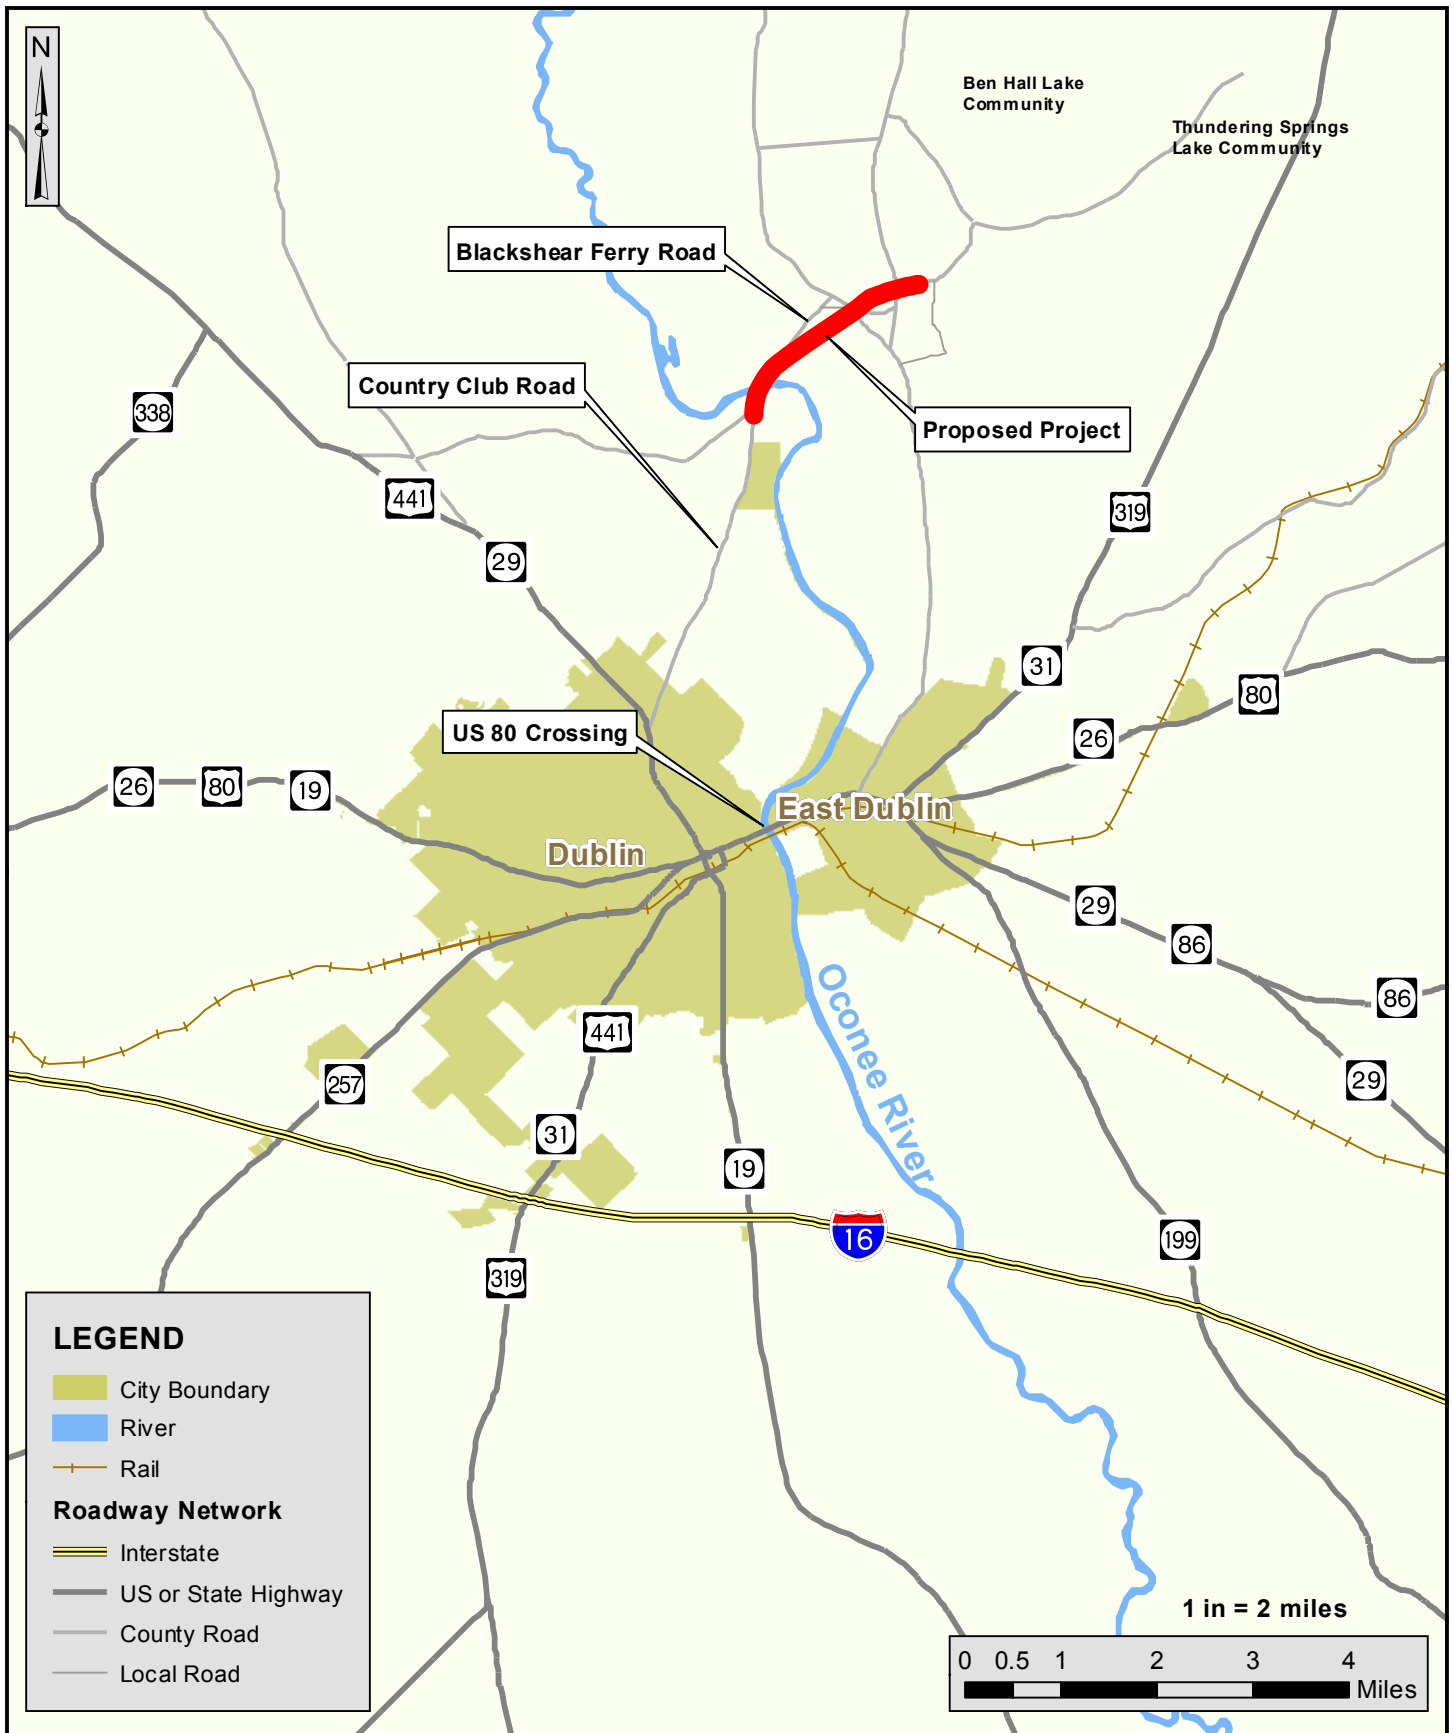 N
Ben Hall Lake
Community
Thundering Springs
Lake Community
Blackshear Ferry Road
Country Club Road
338
Proposed Project
441
319
29
31
80
US 80 Crossing
26
26
80
19
East Dublin
Dublin
29
86
86
Oconee River
441
29
257
31
19
16
199
319
LEGEND
City Boundary
River
Rail
Roadway Network
Interstate
US or State Highway
County Road
Local Road
1 in = 2 miles
0 0.5 1 2 3 4
Miles